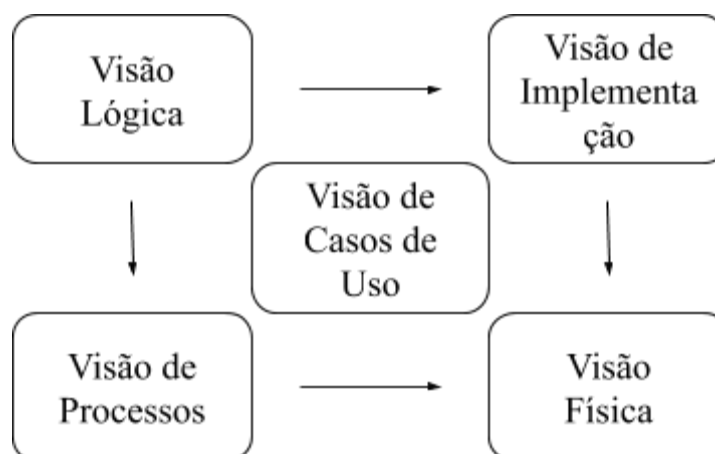 Visão
Lógica
Visão de
Implementa
ção
Visão de
Casos de
Uso
Visão de
Processos
Visão
Física